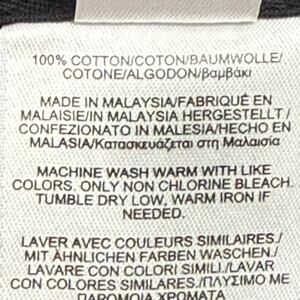 100% COTTON/COTON/BAUMWOLLE/
COTONE/ALGODON/βαμβάκι
MADE IN MALAYSIA/FABRIQUÉ EN
MALAISIE/IN MALAYSIA HERGESTELLT /
CONFEZIONATO IN MALESIA/HECHO EN
MALASIA/Κατασκευάζεται στη Μαλαισία
MACHINE WASH WARM WITH LIKE
COLORS. ONLY NON CHLORINE BLEACH.
TUMBLE DRY LOW, WARM IRON IF
NEEDED.
LAVER AVEC COULEURS SIMILAIRES./
MIT ÄHNLICHEN FARBEN WASCHEN./
LAVARE CON COLORI SIMILI./LAVAR
CON COLORES SIMILARES./ΠΛΥΣΙΜΟ ΜΕ
ΠΑΡΟΜΟΙΑ ΧΡΩΜΑΤΑ